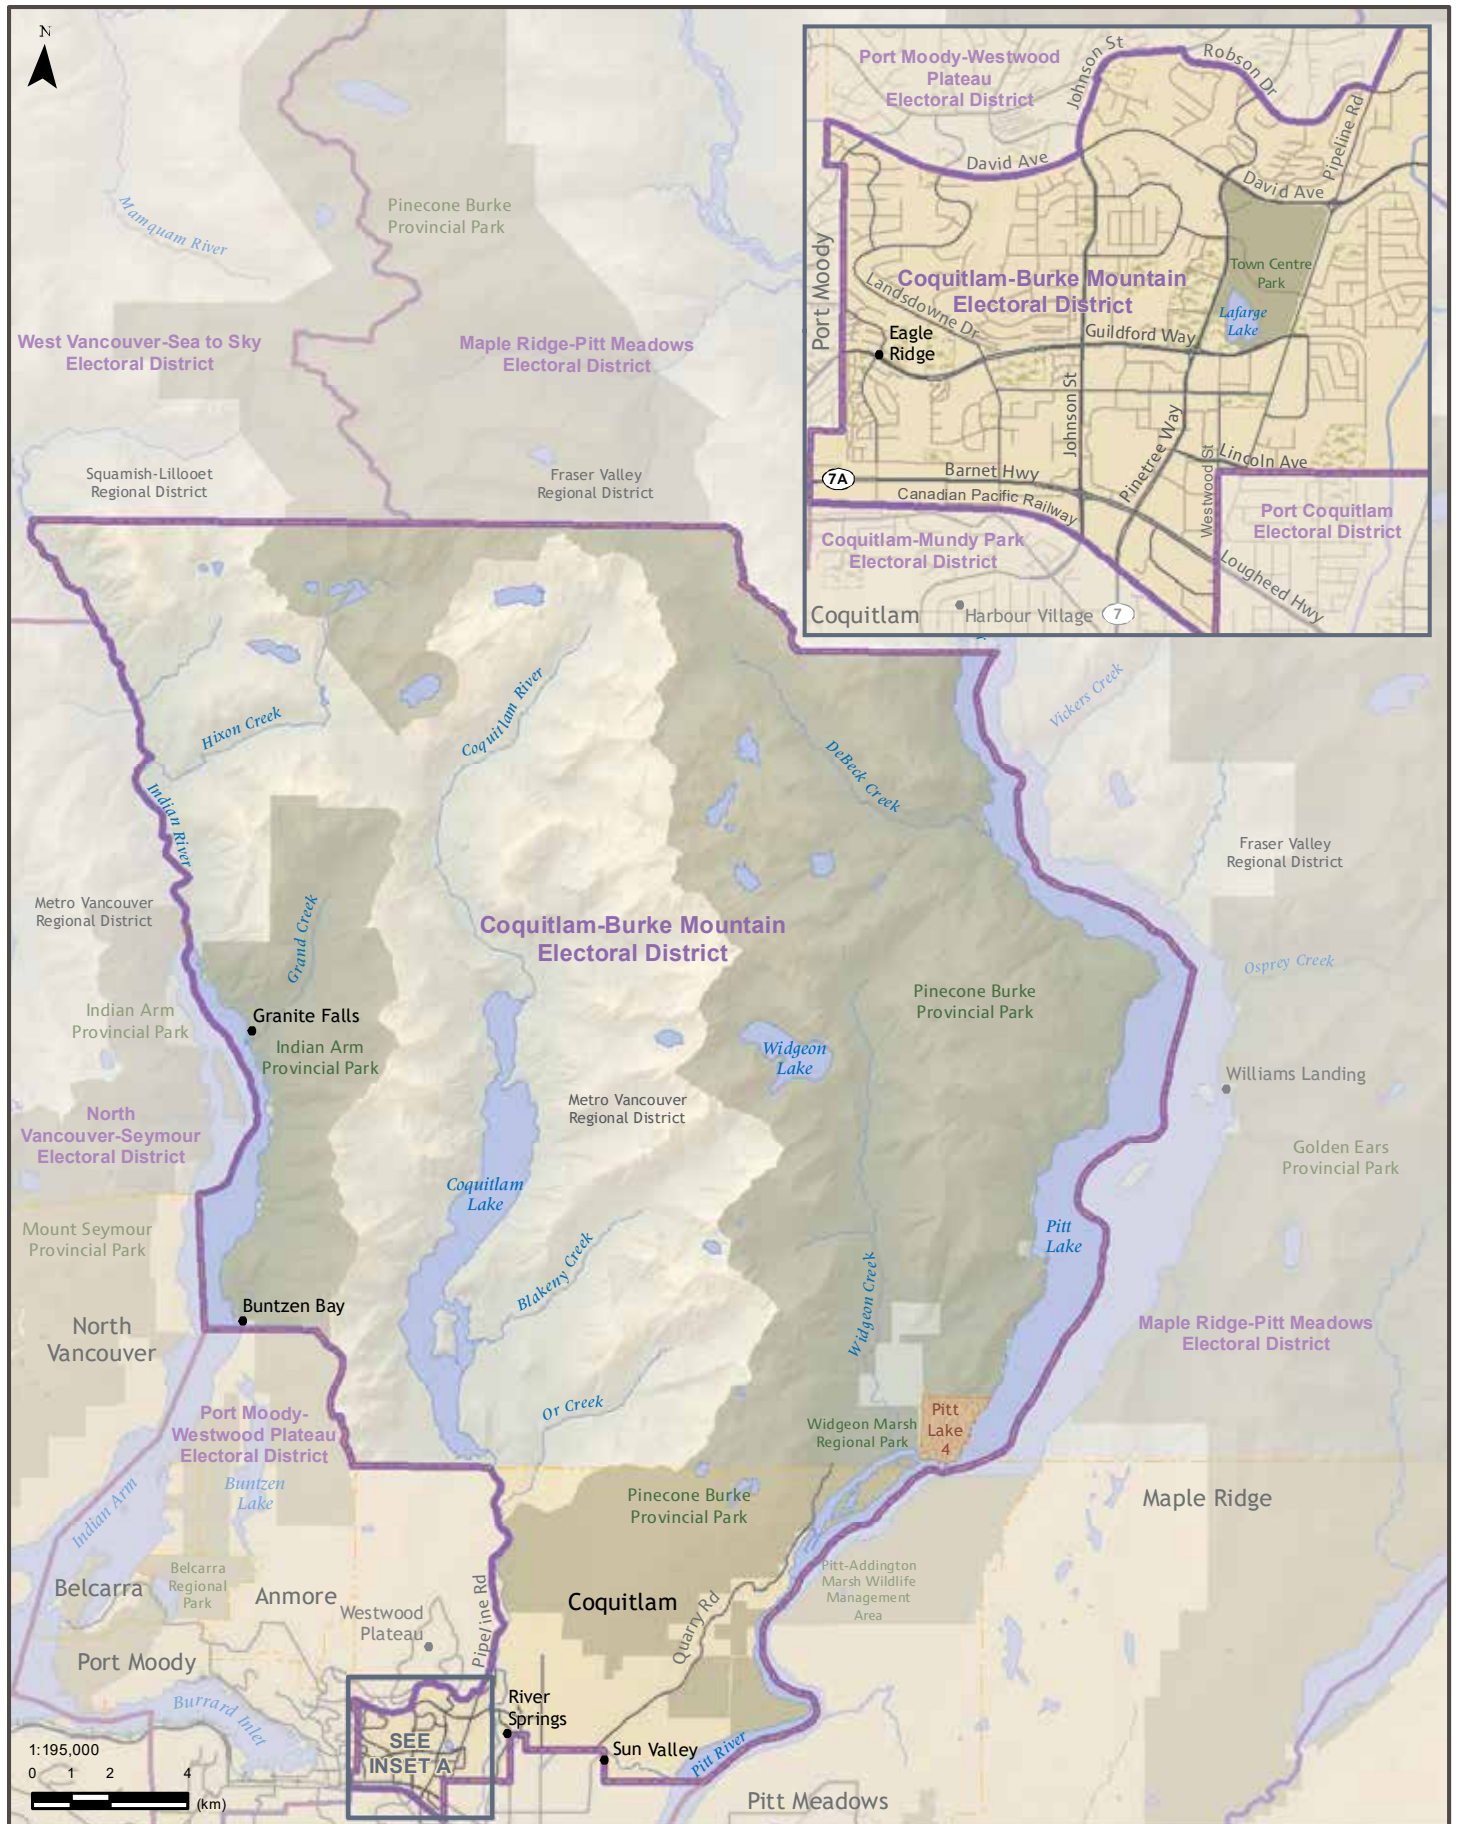 N
Mamquam River
Pinecone Burke
Provincial Park
West Vancouver-Sea to Sky
Electoral District
Maple Ridge-Pitt Meadows
Electoral District
Squamish-Lillooet
Regional District
Fraser Valley
Regional District
Port Moody-Westwood
Plateau
Electoral District
Johnson St
Robson Dr
David Ave
Pipeline Rd
David Ave
Port Moody
Town Centre
Park
Coquitlam-Burke Mountain
Electoral District
Landsdowne Dr
Lafarge
Lake
Eagle
Ridge
Guildford Way
Johnson St
Pinetree Way
Westwood St
Lincoln Ave
7A
Barnet Hwy
Canadian Pacific Railway
Port Coquitlam
Electoral District
Coquitlam-Mundy Park
Electoral District
Lougheed Hwy
Coquitlam
Harbour Village
7
Hixon Creek
Coquitlam River
Vickers Creek
DeBeck Creek
Indian River
Fraser Valley
Regional District
Metro Vancouver
Regional District
Grand Creek
Coquitlam-Burke Mountain
Electoral District
Osprey Creek
Indian Arm
Provincial Park
Granite Falls
Indian Arm
Provincial Park
Pinecone Burke
Provincial Park
Widgeon
Lake
Williams Landing
Metro Vancouver
Regional District
North
Vancouver-Seymour
Electoral District
Golden Ears
Provincial Park
Coquitlam
Lake
Mount Seymour
Provincial Park
Pitt
Lake
Blakeny Creek
Widgeon Creek
Buntzen Bay
North
Vancouver
Maple Ridge-Pitt Meadows
Electoral District
Port Moody-
Westwood Plateau
Electoral District
Or Creek
Widgeon Marsh
Regional Park
Pitt
Lake
4
Buntzen
Lake
Indian Arm
Pinecone Burke
Provincial Park
Maple Ridge
Belcarra
Belcarra
Regional
Park
Anmore
Westwood
Plateau
Pipeline Rd
Coquitlam
Quarry Rd
Pitt-Addington
Marsh Wildlife
Management
Area
Port Moody
Burrard Inlet
River
Springs
SEE
INSET A
Sun Valley
Pitt River
Pitt Meadows
1:195,000
0 1 2 4
(km)